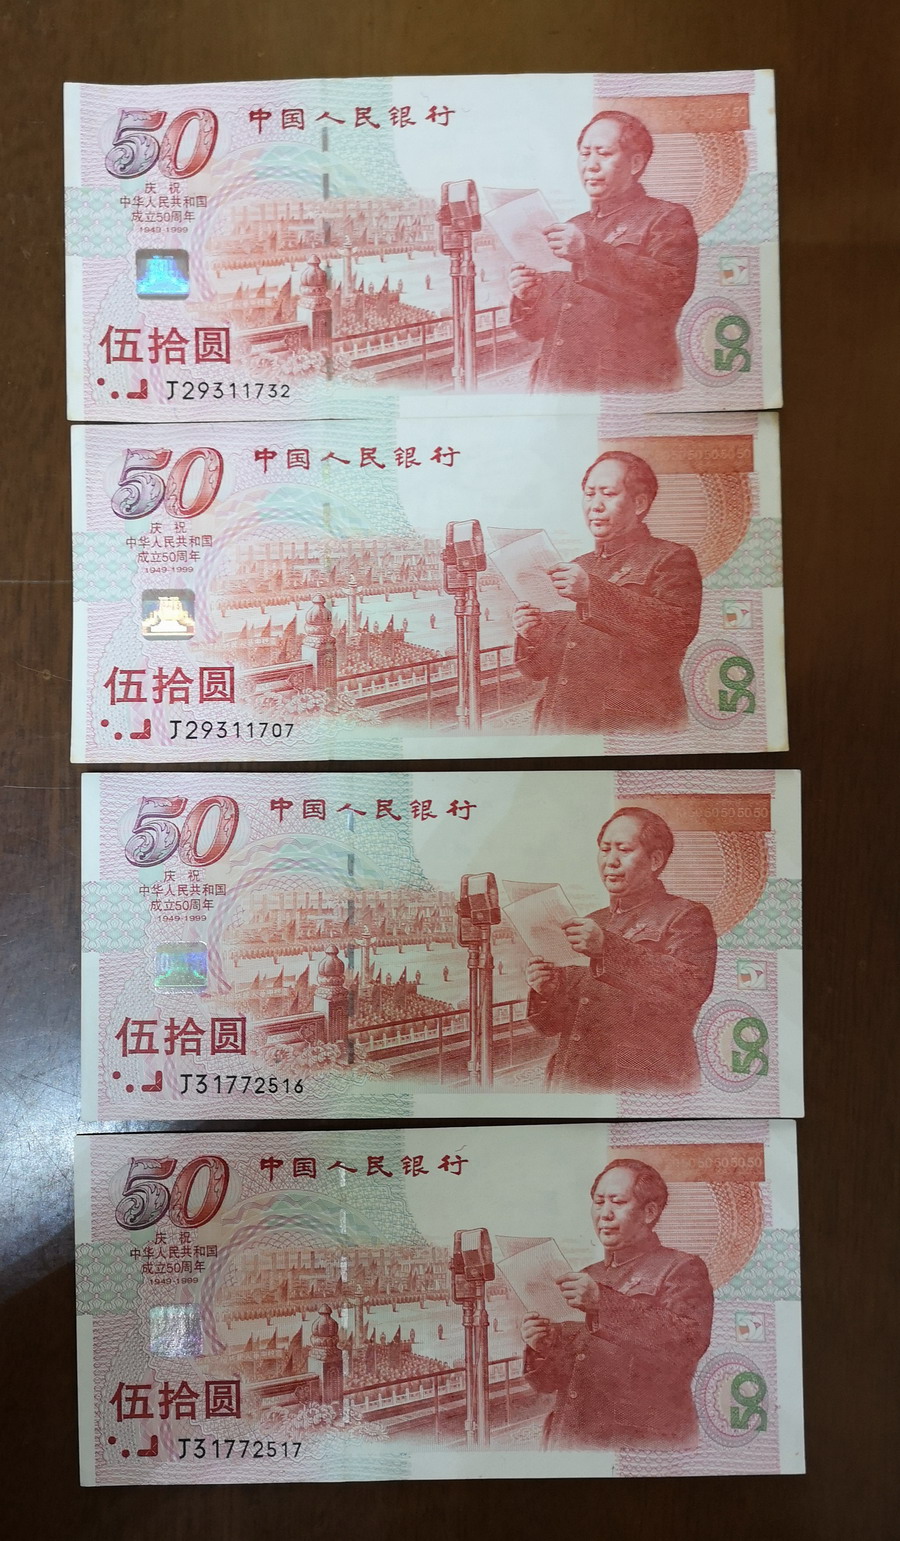 50
中国人民银行
庆祝
中华人民共和国
成立50周年
1949-1999
伍拾圆
J29311732
50
50
中国人民银行
庆祝
中华人民共和国
成立50周年
1949-1999
伍拾圆
J29311707
50
50
中国人民银行
庆祝
中华人民共和国
成立50周年
1949-1999
伍拾圆
J31772516
50
50
中国人民银行
庆祝
中华人民共和国
成立50周年
1949-1999
伍拾圆
J31772517
50